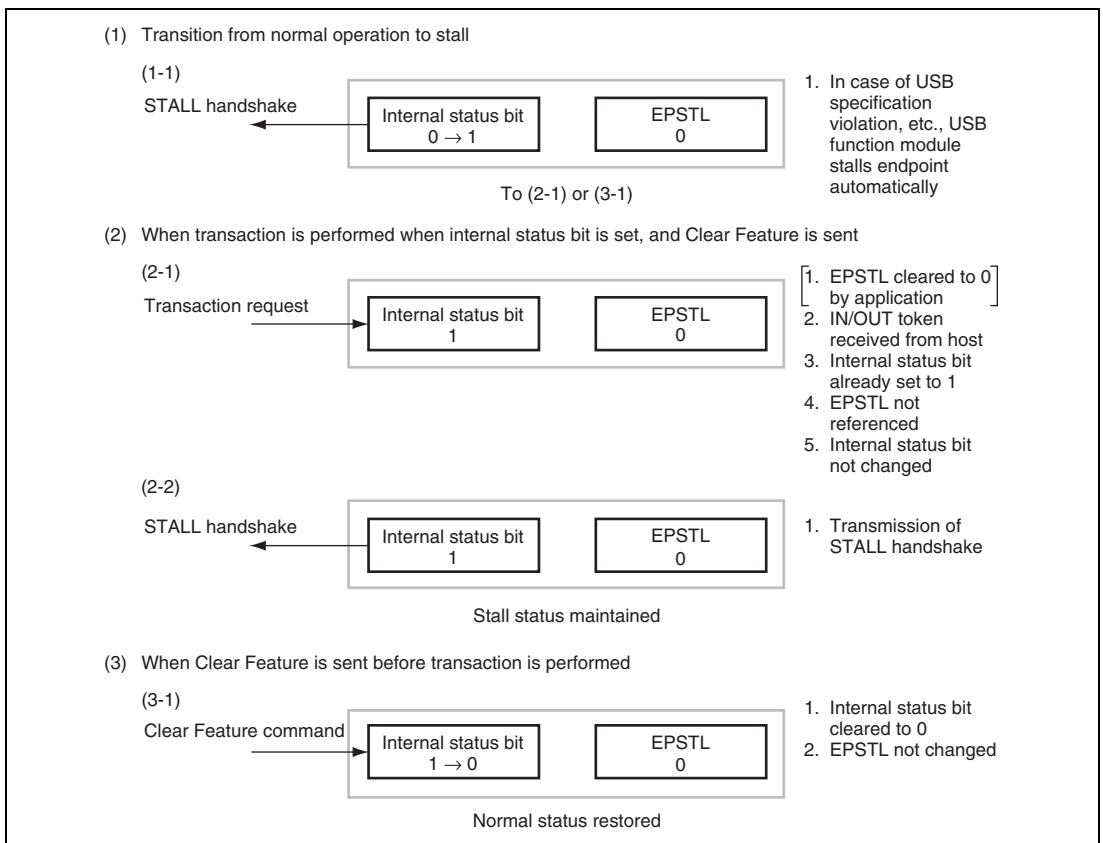 (1) Transition from normal operation to stall
(1-1)
STALL handshake
Internal status bit
0 → 1
EPSTL
0
1. In case of USB
specification
violation, etc., USB
function module
stalls endpoint
automatically
To (2-1) or (3-1)
(2) When transaction is performed when internal status bit is set, and Clear Feature is sent
(2-1)
Transaction request
Internal status bit
1
EPSTL
0
1. EPSTL cleared to 0
by application
2. IN/OUT token
received from host
3. Internal status bit
already set to 1
4. EPSTL not
referenced
5. Internal status bit
not changed
(2-2)
STALL handshake
Internal status bit
1
EPSTL
0
1. Transmission of
STALL handshake
Stall status maintained
(3) When Clear Feature is sent before transaction is performed
(3-1)
Clear Feature command
Internal status bit
1 → 0
EPSTL
0
1. Internal status bit
cleared to 0
2. EPSTL not changed
Normal status restored